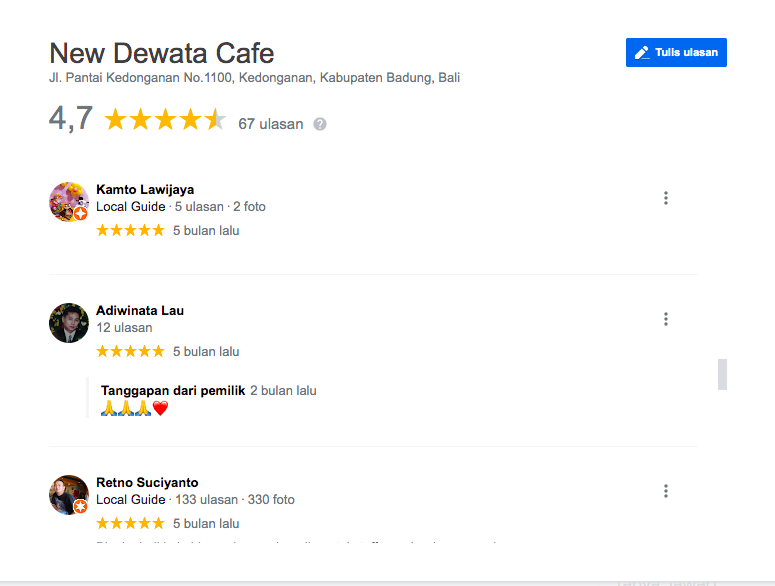 New Dewata Cafe
Tulis ulasan
Jl. Pantai Kedonganan No.1100, Kedonganan, Kabupaten Badung, Bali
4,7 67 ulasan
Kamto Lawijaya
Local Guide · 5 ulasan · 2 foto
5 bulan lalu
Adiwinata Lau
12 ulasan
5 bulan lalu
Tanggapan dari pemilik 2 bulan lalu
🙏🙏🙏❤️
Retno Suciyanto
Local Guide · 133 ulasan · 330 foto
5 bulan lalu